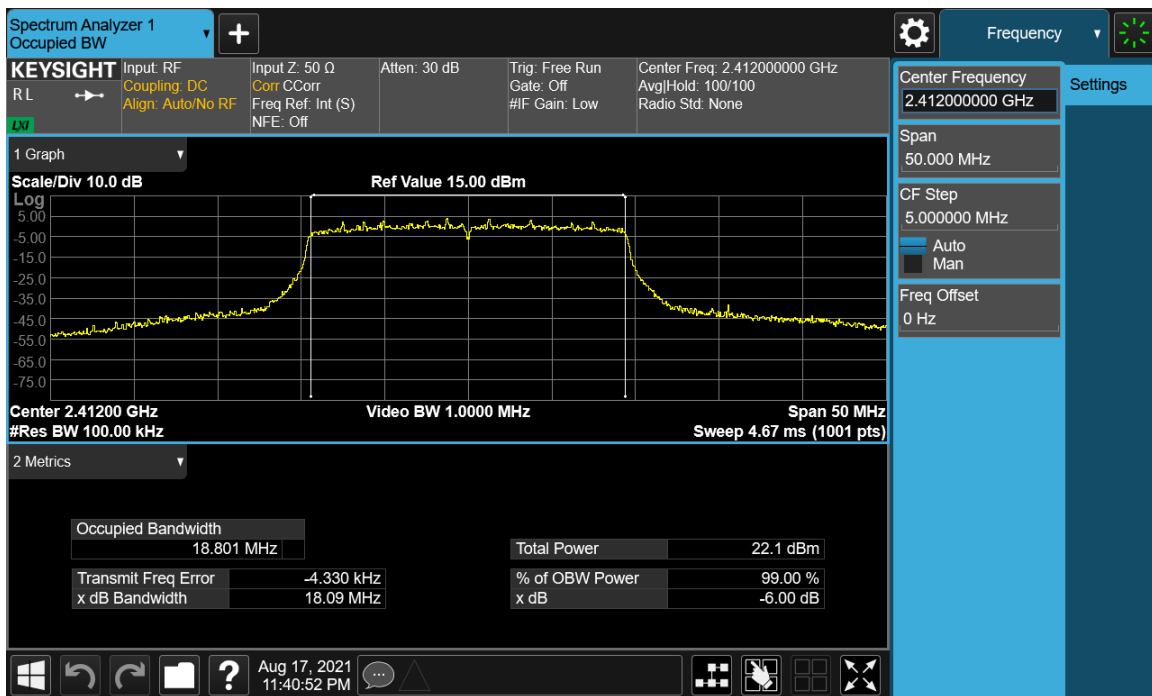 Spectrum Analyzer 1
Occupied BW
+
Frequency
KEYSIGHT
R L
LXI
Input: RF
Coupling: DC
Align: Auto/No RF
Input Z: 50 Ω
Corr CCorr
Freq Ref: Int (S)
NFE: Off
Atten: 30 dB
Trig: Free Run
Gate: Off
#IF Gain: Low
Center Freq: 2.412000000 GHz
Avg|Hold: 100/100
Radio Std: None
Center Frequency
2.412000000 GHz
Settings
Span
50.000 MHz
CF Step
5.000000 MHz
Auto
Man
Freq Offset
0 Hz
1 Graph
Scale/Div 10.0 dB
Ref Value 15.00 dBm
Log
5.00
-5.00
-15.0
-25.0
-35.0
-45.0
-55.0
-65.0
-75.0
Center 2.41200 GHz
Video BW 1.0000 MHz
Span 50 MHz
#Res BW 100.00 kHz
Sweep 4.67 ms (1001 pts)
2 Metrics
Occupied Bandwidth
18.801 MHz
Total Power 22.1 dBm
Transmit Freq Error -4.330 kHz
% of OBW Power 99.00 %
x dB Bandwidth 18.09 MHz
x dB -6.00 dB
?
Aug 17, 2021
11:40:52 PM